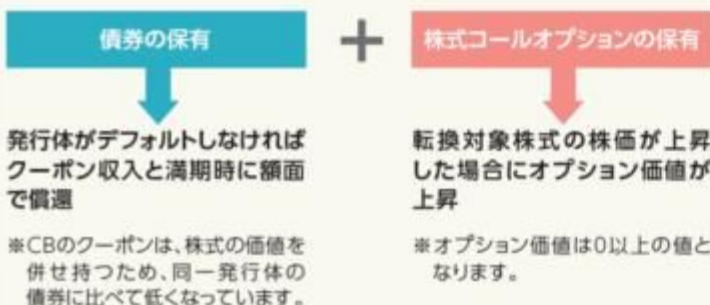 債券の保有
発行体がデフォルトしなければ
クーポン収入と満期時に額面
で償還
※CBのクーポンは、株式の価値を
併せ持つため、同一発行体の
債券に比べて低くなっています。
+
株式コールオプションの保有
転換対象株式の株価が上昇
した場合にオプション価値が
上昇
※オプション価値は0以上の値と
なります。